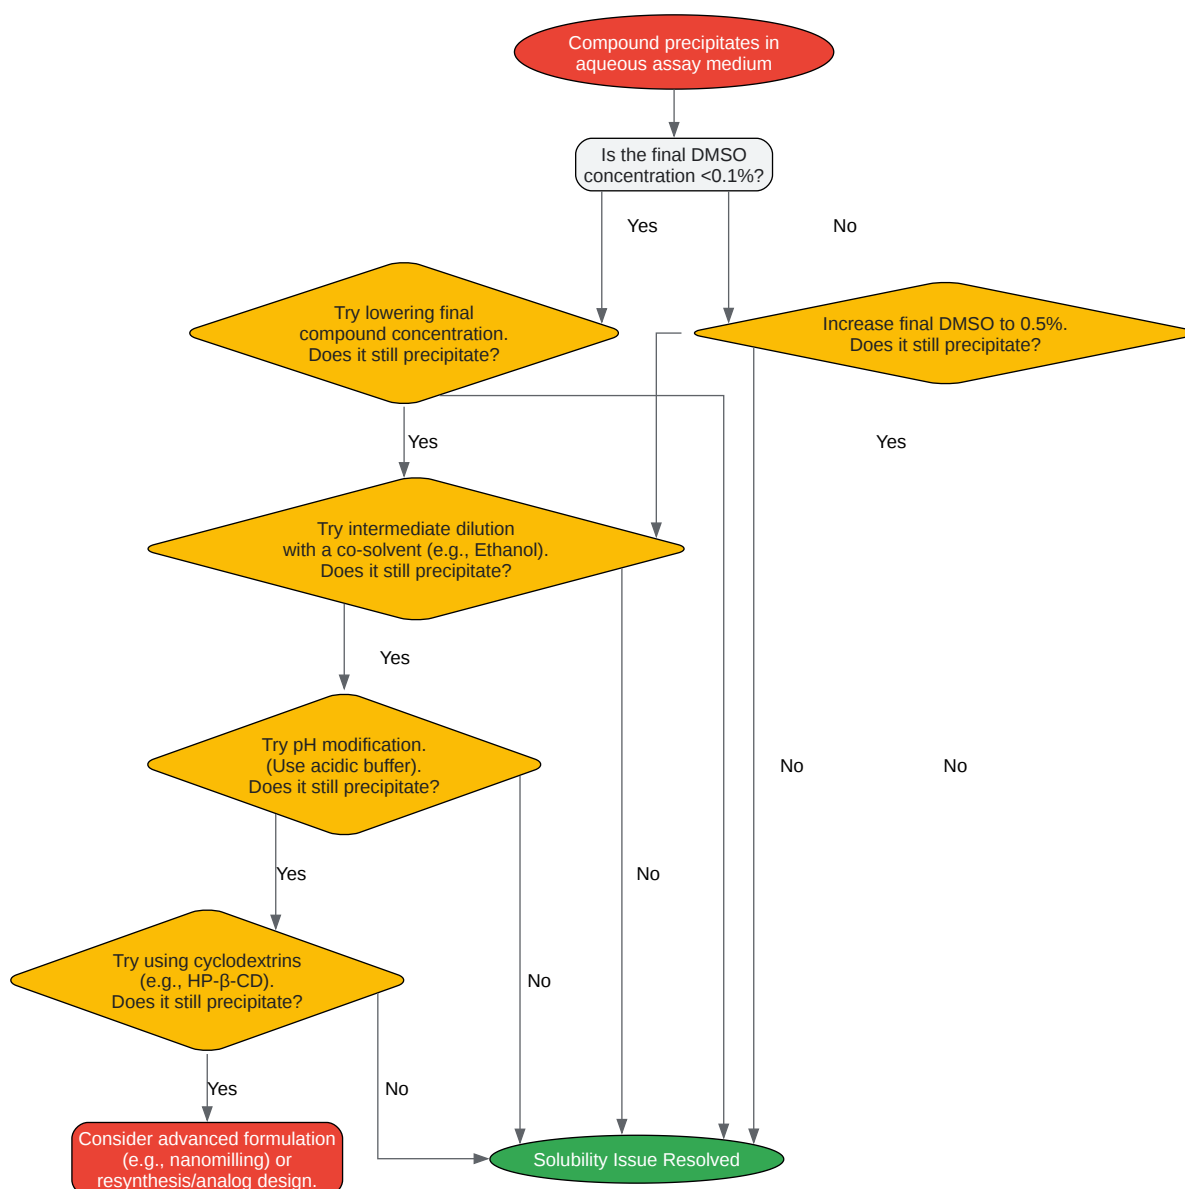 Compound precipitates in
aqueous assay medium
Is the final DMSO
concentration <0.1%?
Yes
No
Try lowering final
compound concentration.
Does it still precipitate?
Increase final DMSO to 0.5%.
Does it still precipitate?
Yes
Yes
Try intermediate dilution
with a co-solvent (e.g., Ethanol).
Does it still precipitate?
Yes
Try pH modification.
(Use acidic buffer).
Does it still precipitate?
No
No
Yes
No
Try using cyclodextrins
(e.g., HP-β-CD).
Does it still precipitate?
No
Yes
No
Consider advanced formulation
(e.g., nanomilling) or
resynthesis/analog design.
Solubility Issue Resolved